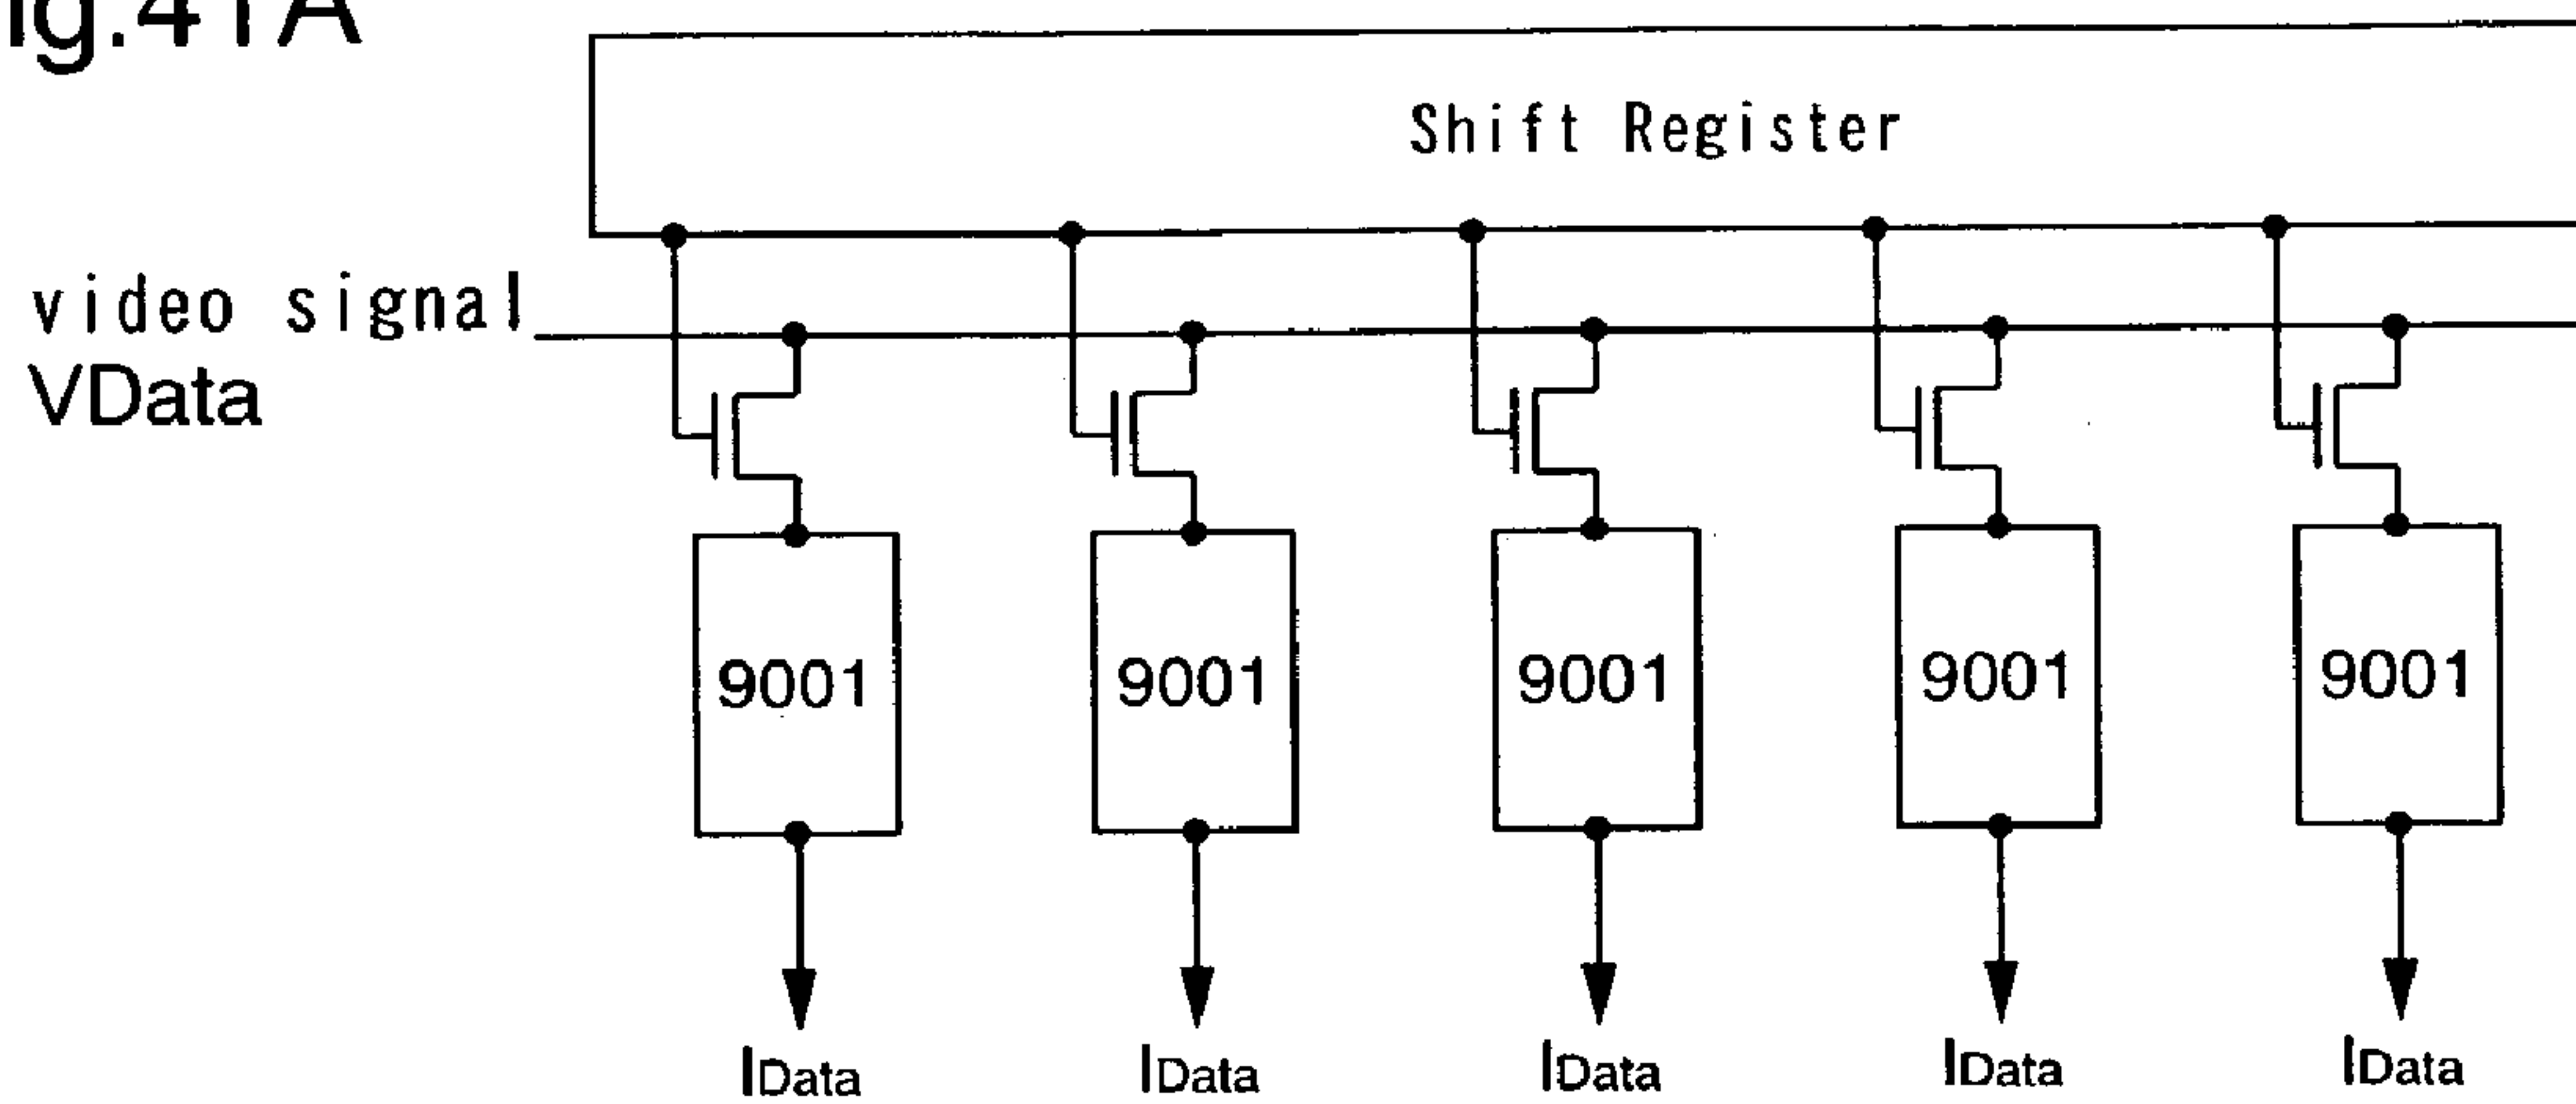 ig.41A
Shift Register
video signal
VData
9001 9001 9001 9001 9001
IData IData IData IData IData